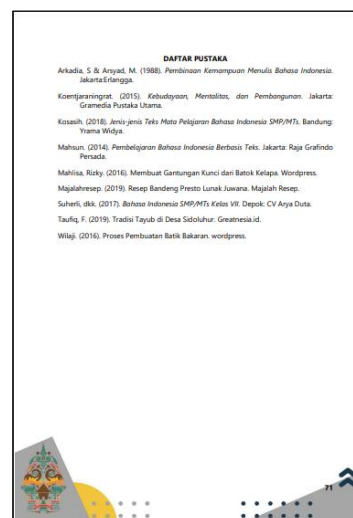 DAFTAR PUSTAKA
Arkadia, S & Arsyad, M. (1988). Pembinaan Kemampuan Menulis Bahasa Indonesia.
Jakarta:Erlangga.
Koentjaraningrat. (2015). Kebudayaan, Mentalitas, dan Pembangunan. Jakarta:
Gramedia Pustaka Utama.
Kosasih. (2018). Jenis-jenis Teks Mata Pelajaran Bahasa Indonesia SMP/MTs. Bandung:
Yrama Widya.
Mahsun. (2014). Pembelajaran Bahasa Indonesia Berbasis Teks. Jakarta: Raja Grafindo
Persada.
Mahlisa, Rizky. (2016). Membuat Gantungan Kunci dari Batok Kelapa. Wordpress.
Majalahresep. (2019). Resep Bandeng Presto Lunak Juwana. Majalah Resep.
Suherli, dkk. (2017). Bahasa Indonesia SMP/MTs Kelas VII. Depok: CV Arya Duta.
Taufiq, F. (2019). Tradisi Tayub di Desa Sidoluhur. Greatnesia.id.
Wilaji. (2016). Proses Pembuatan Batik Bakaran. wordpress.
71